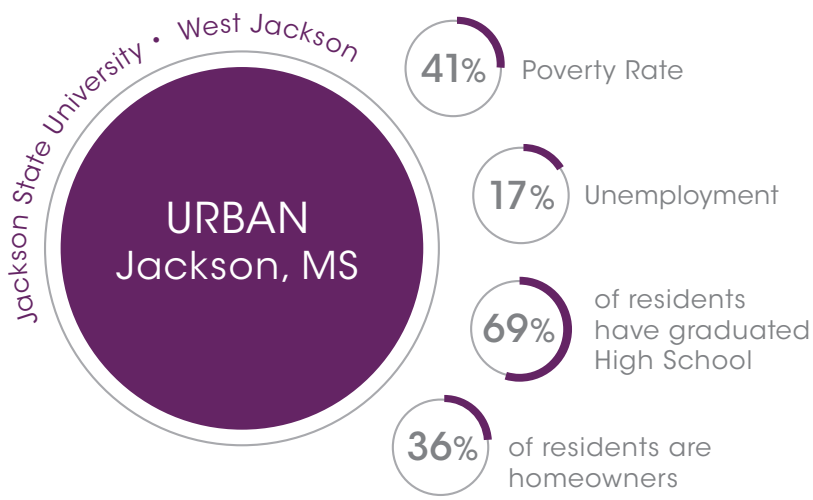 Jackson State University • West Jackson
URBAN
Jackson, MS
41% Poverty Rate
17% Unemployment
69%
of residents
have graduated
High School
36%
of residents are
homeowners